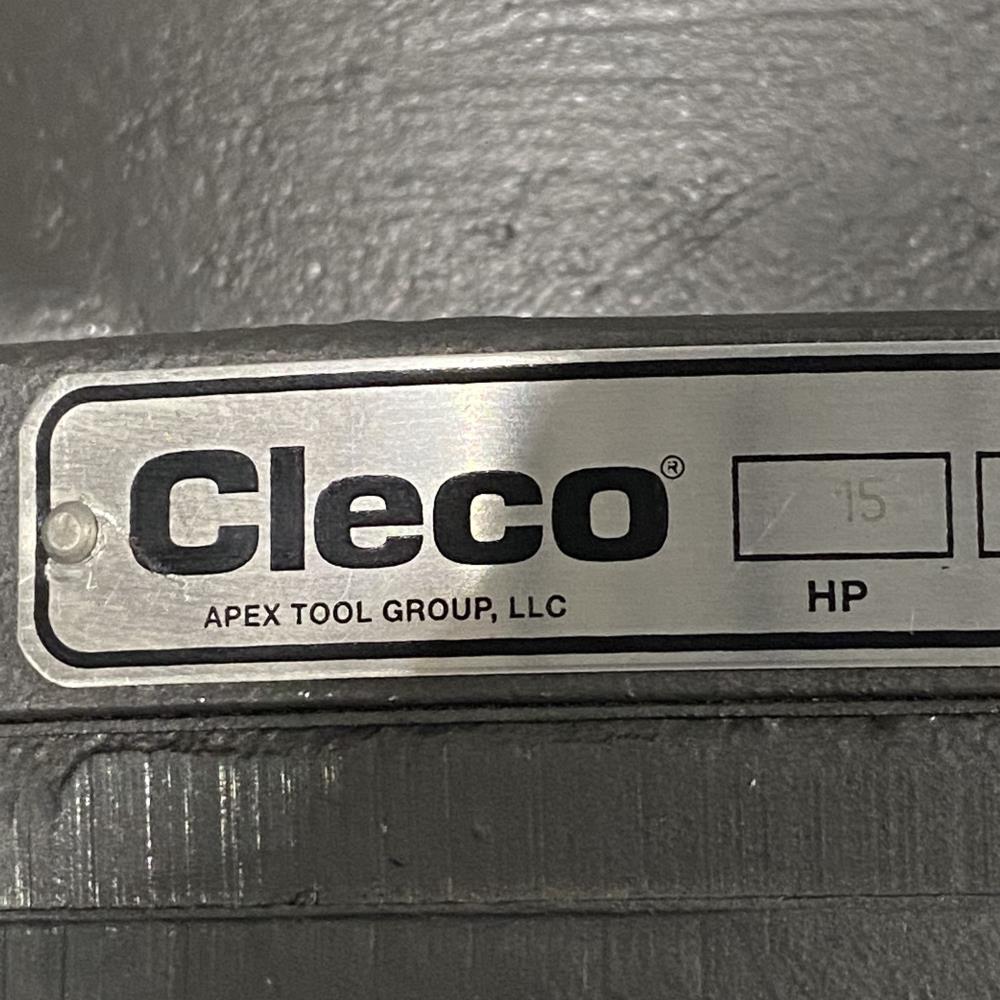 Cleco®
15
HP
APEX TOOL GROUP, LLC